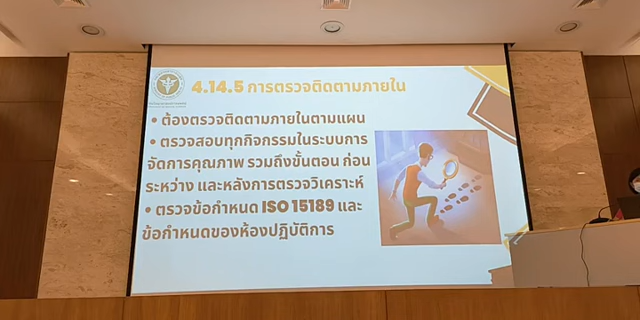 4.14.5 การตรวจติดตามภายใน
• ต้องตรวจติดตามภายในตามแผน
• ตรวจสอบทุกกิจกรรมในระบบการ
จัดการคุณภาพ รวมถึงขั้นตอน ก่อน
ระหว่าง และหลังการตรวจวิเคราะห์
• ตรวจข้อกำหนด ISO 15189 และ
ข้อกำหนดของห้องปฏิบัติการ